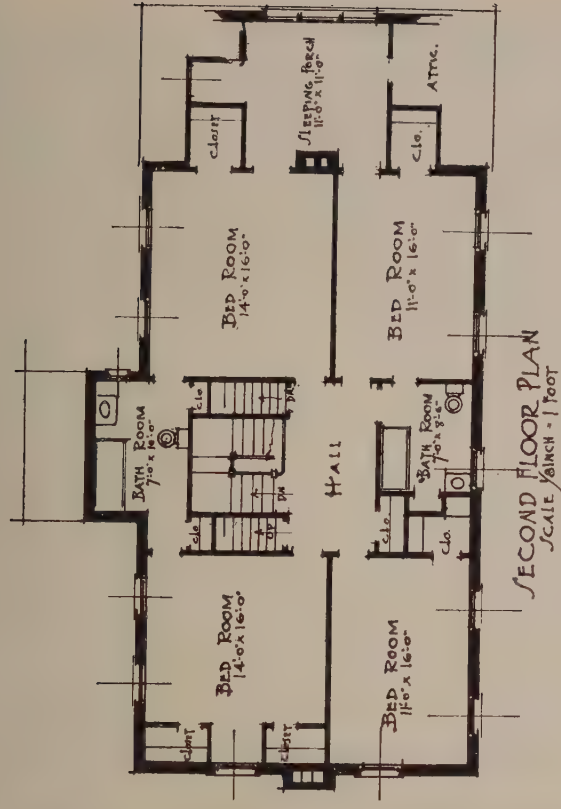 BED ROOM
14'-0" x 16'-0"
BATH ROOM
7'-0" x 10'-0"
BED ROOM
14'-0" x 16'-0"
CLOSET
CLOSET
CLOSET
CLO
CLO
UP
DN
DN
HALL
SLEEPING PORCH
11'-0" x 11'-0"
BED ROOM
11'-0" x 16'-0"
CLO
CLO.
BATH ROOM
7'-0" x 8'-6"
BED ROOM
11'-0" x 16'-0"
CLO.
ATTIC.
SECOND FLOOR PLAN
SCALE 1/8 INCH = 1 FOOT